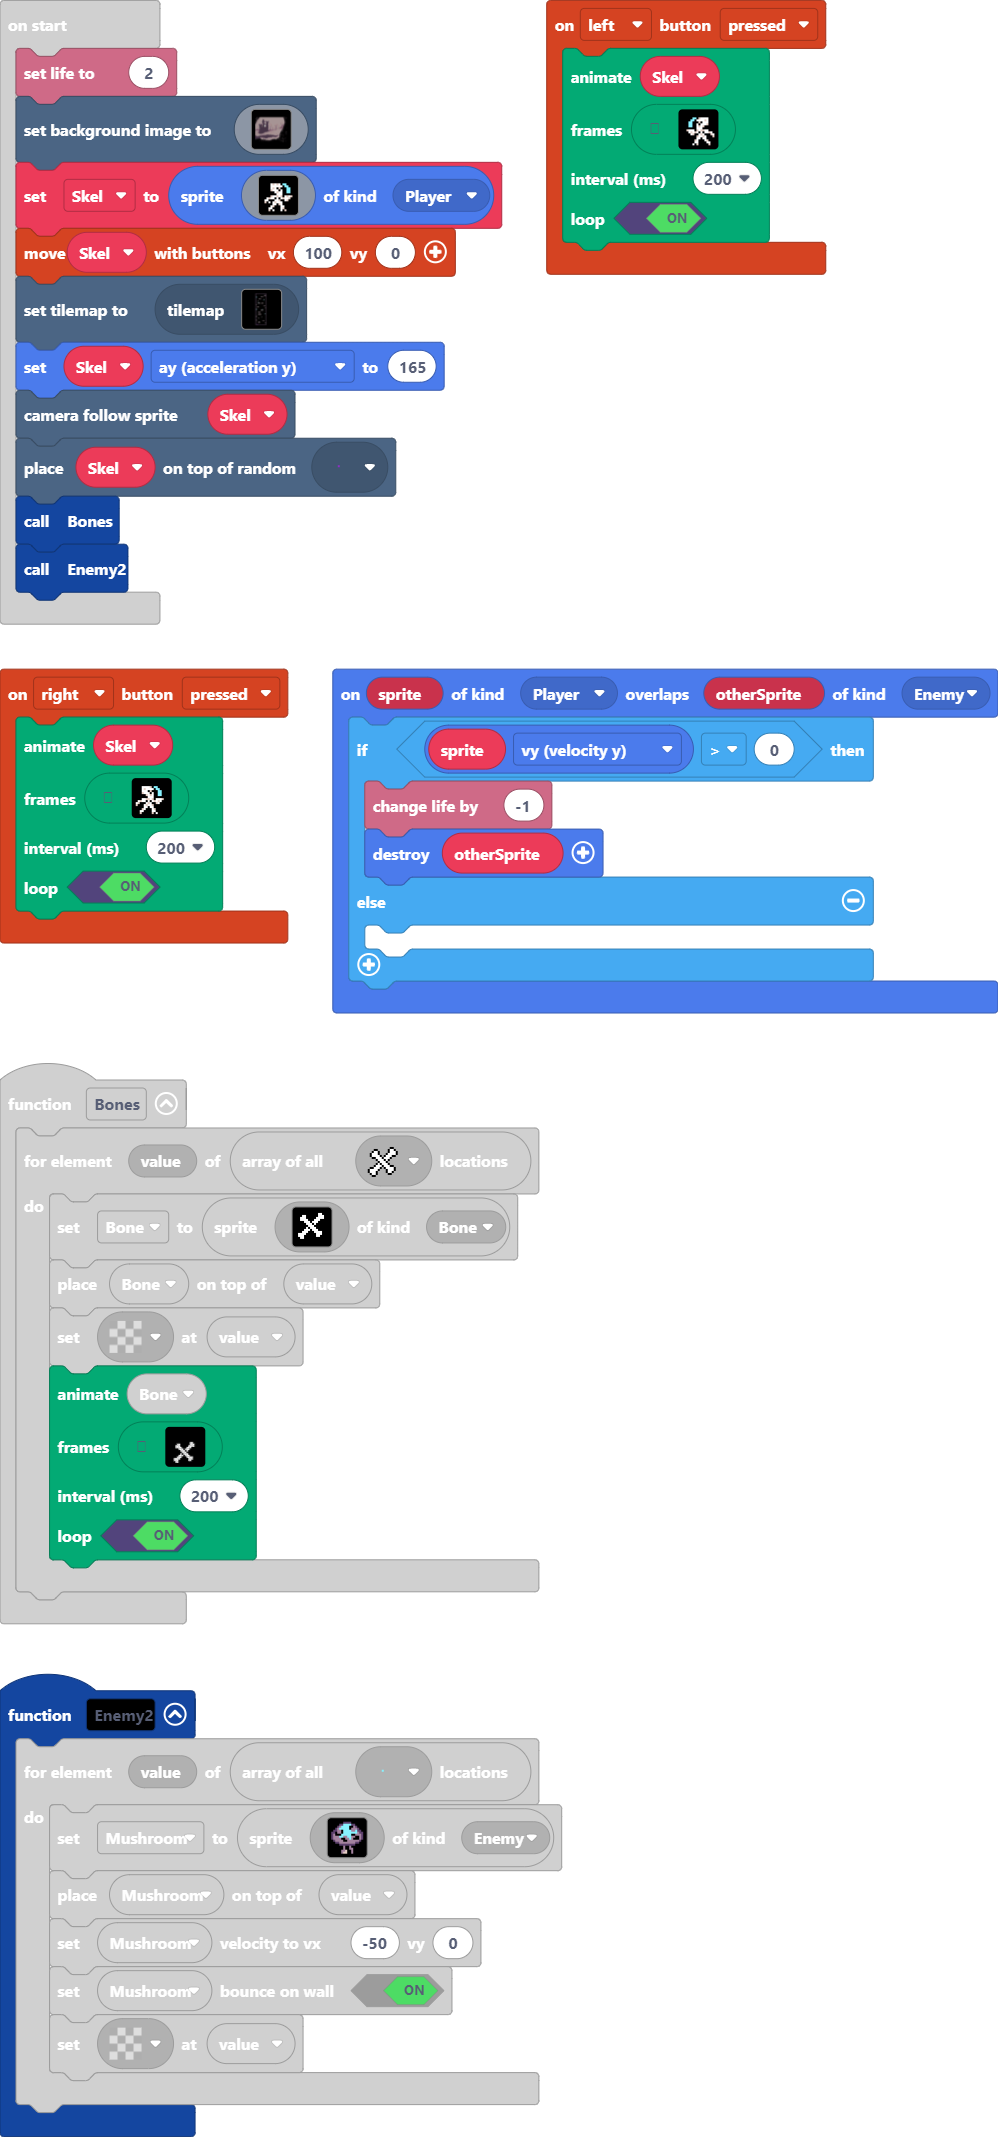 on start
set life to 2
set background image to
set Skel to sprite of kind Player
move Skel with buttons vx 100 vy 0
set tilemap to tilemap
set Skel ay (acceleration y) to 165
camera follow sprite Skel
place Skel on top of random
call Bones
call Enemy2
on left button pressed
animate Skel
frames
interval (ms) 200
loop ON
on right button pressed
animate Skel
frames
interval (ms) 200
loop ON
on sprite of kind Player overlaps otherSprite of kind Enemy
if sprite vy (velocity y) > 0 then
change life by -1
destroy otherSprite
else
function Bones
for element value of array of all locations
do
set Bone to sprite of kind Bone
place Bone on top of value
set at value
animate Bone
frames
interval (ms) 200
loop ON
function Enemy2
for element value of array of all locations
do
set Mushroom to sprite of kind Enemy
place Mushroom on top of value
set Mushroom velocity to vx -50 vy 0
set Mushroom bounce on wall ON
set at value